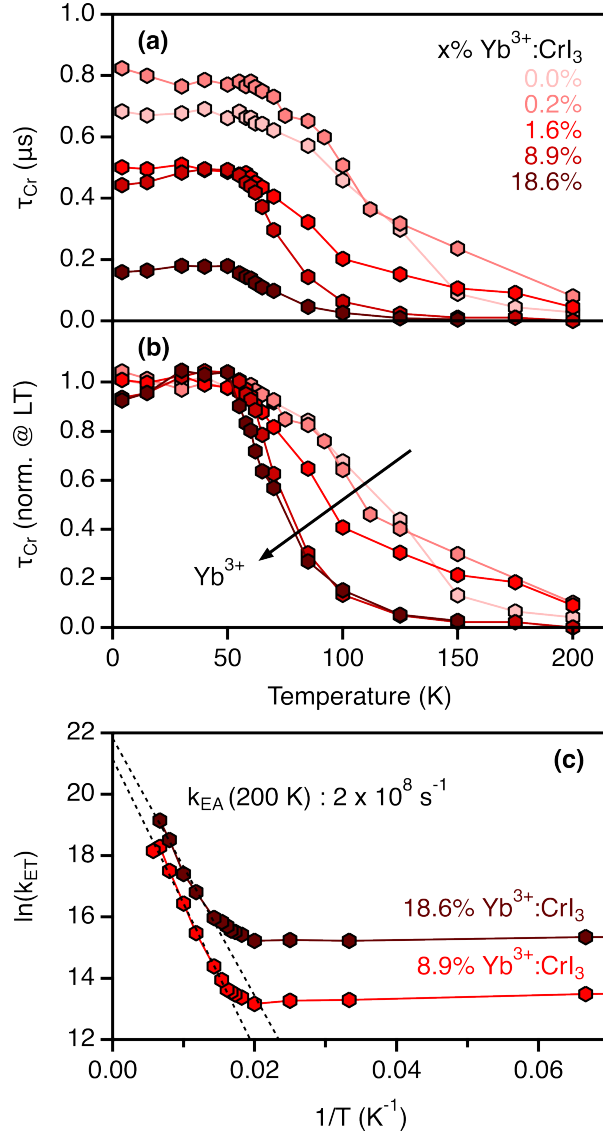 (a)
x% Yb³⁺:CrI₃
0.0%
0.2%
1.6%
8.9%
18.6%
1.0
0.8
0.6
0.4
0.2
0.0
τCr (μs)
(b)
1.0
0.8
0.6
0.4
0.2
0.0
τCr (norm. @ LT)
Yb³⁺
0
50
100
150
200
Temperature (K)
(c)
22
20
18
16
14
12
ln(kET)
kEA (200 K) : 2 x 10⁸ s⁻¹
18.6% Yb³⁺:CrI₃
8.9% Yb³⁺:CrI₃
0.00
0.02
0.04
0.06
1/T (K⁻¹)